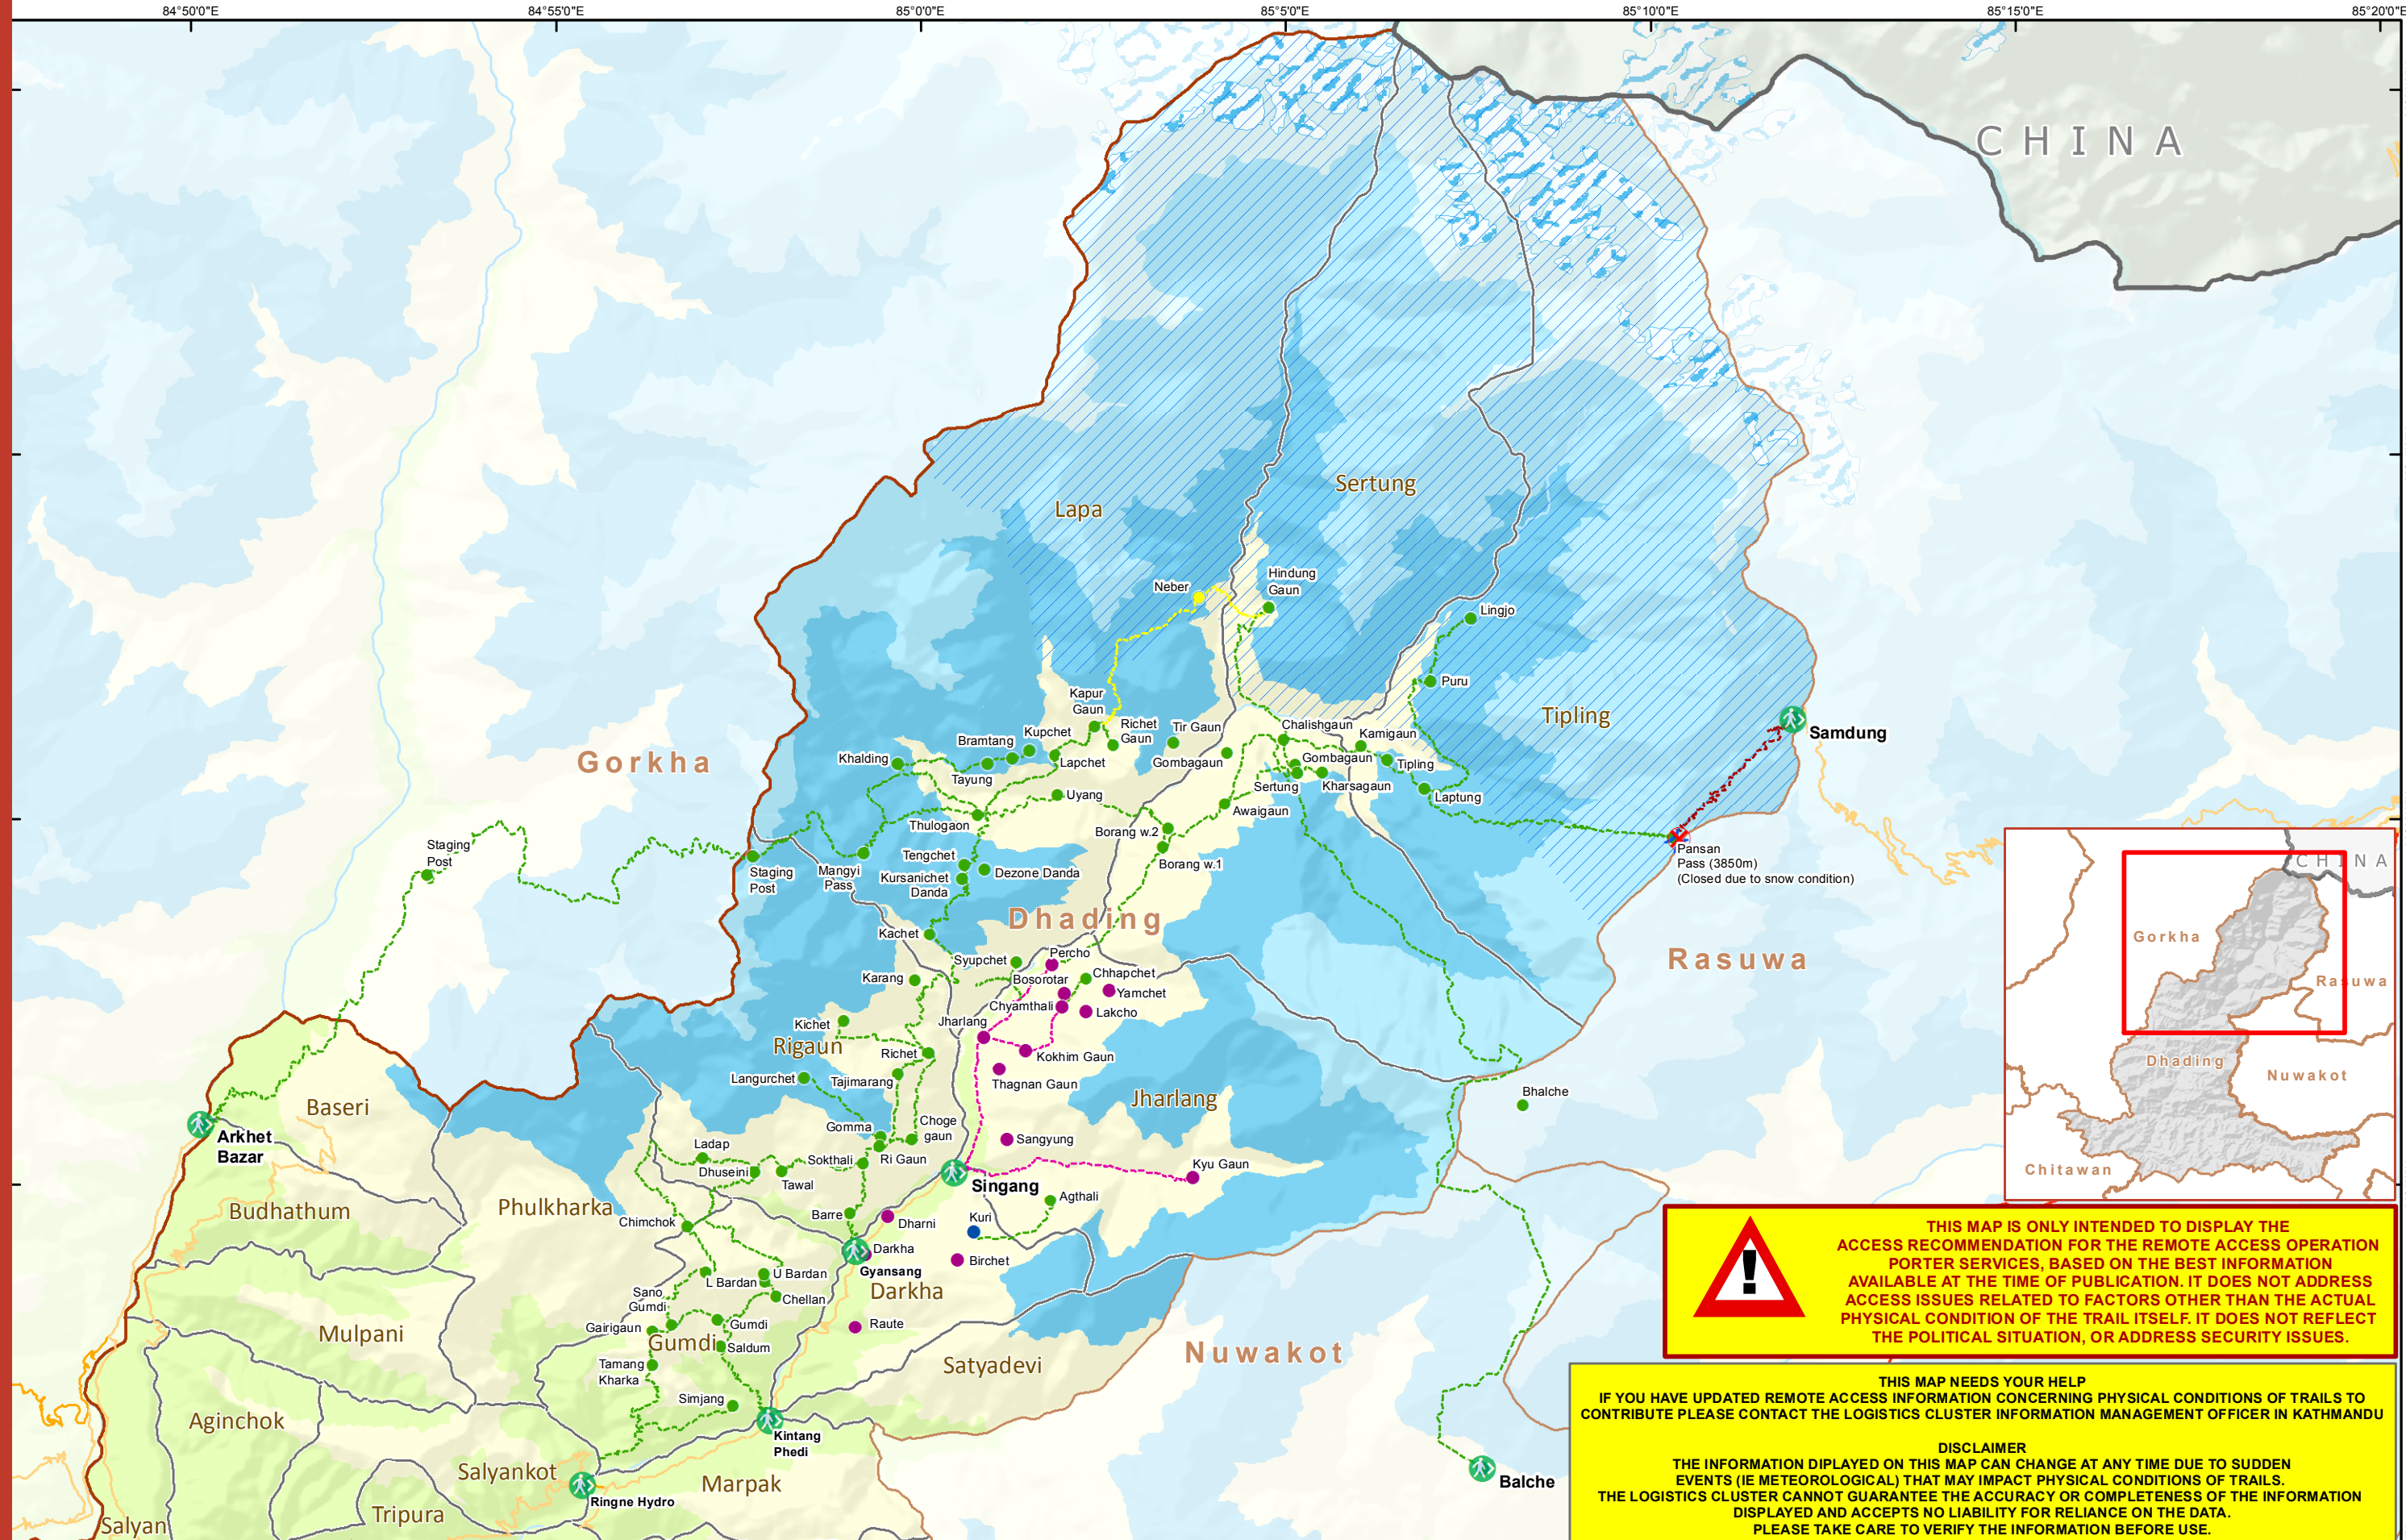 84°50'0"E
84°55'0"E
85°0'0"E
85°5'0"E
85°10'0"E
85°15'0"E
85°20'0"E
CHINA
Sertung
Lapa
Hindung
Gaun
Neber
Lingjo
Puru
Kapur
Gaun
Richet
Gaun
Tir Gaun
Chalishgaun
Kamigaun
Tipling
Samdung
Gorkha
Kupchet
Bramtang
Khalding
Tayung
Lapchet
Gombagaun
Gombagaun
Tipling
Sertung
Kharsagaun
Laptung
Uyang
Awaigaun
Thulogaon
Borang w.2
Borang w.1
Staging
Post
Staging
Post
Mangyi
Pass
Tengchet
Kursanichet
Danda
Dezone Danda
Pansan
Pass (3850m)
(Closed due to snow condition)
Dhading
Kachet
Rasuwa
Syupchet
Percho
Karang
Bosorotar
Chhapchet
Yamchet
Chyamthali
Lakcho
Kichet
Jharlang
Rigaun
Richet
Kokhim Gaun
Langurchet
Tajimarang
Thagnan Gaun
Jharlang
Bhalche
Baseri
Arkhet
Bazar
Gomma
Choge
gaun
Ladap
Sangyung
Dhuseini
Sokthali
Ri Gaun
Tawal
Kyu Gaun
Singang
Agthali
Budhathum
Phulkharka
Chimchok
Barre
Dharni
Kuri
Darkha
Gyansang
Birchet
L Bardan
U Bardan
Darkha
Sano
Gumdi
Chellan
Gairigaun
Gumdi
Gumdi
Raute
Mulpani
Saldum
Nuwakot
Tamang
Kharka
Satyadevi
Simjang
Aginchok
Kintang
Phedi
Salyankot
Marpak
Balche
Ringne Hydro
Tripura
Salyan
CHINA
Gorkha
Rasuwa
Dhading
Nuwakot
Chitawan
THIS MAP IS ONLY INTENDED TO DISPLAY THE
ACCESS RECOMMENDATION FOR THE REMOTE ACCESS OPERATION
PORTER SERVICES, BASED ON THE BEST INFORMATION
AVAILABLE AT THE TIME OF PUBLICATION. IT DOES NOT ADDRESS
ACCESS ISSUES RELATED TO FACTORS OTHER THAN THE ACTUAL
PHYSICAL CONDITION OF THE TRAIL ITSELF. IT DOES NOT REFLECT
THE POLITICAL SITUATION, OR ADDRESS SECURITY ISSUES.
THIS MAP NEEDS YOUR HELP
IF YOU HAVE UPDATED REMOTE ACCESS INFORMATION CONCERNING PHYSICAL CONDITIONS OF TRAILS TO
CONTRIBUTE PLEASE CONTACT THE LOGISTICS CLUSTER INFORMATION MANAGEMENT OFFICER IN KATHMANDU
DISCLAIMER
THE INFORMATION DIPLAYED ON THIS MAP CAN CHANGE AT ANY TIME DUE TO SUDDEN
EVENTS (IE METEOROLOGICAL) THAT MAY IMPACT PHYSICAL CONDITIONS OF TRAILS.
THE LOGISTICS CLUSTER CANNOT GUARANTEE THE ACCURACY OR COMPLETENESS OF THE INFORMATION
DISPLAYED AND ACCEPTS NO LIABILITY FOR RELIANCE ON THE DATA.
PLEASE TAKE CARE TO VERIFY THE INFORMATION BEFORE USE.